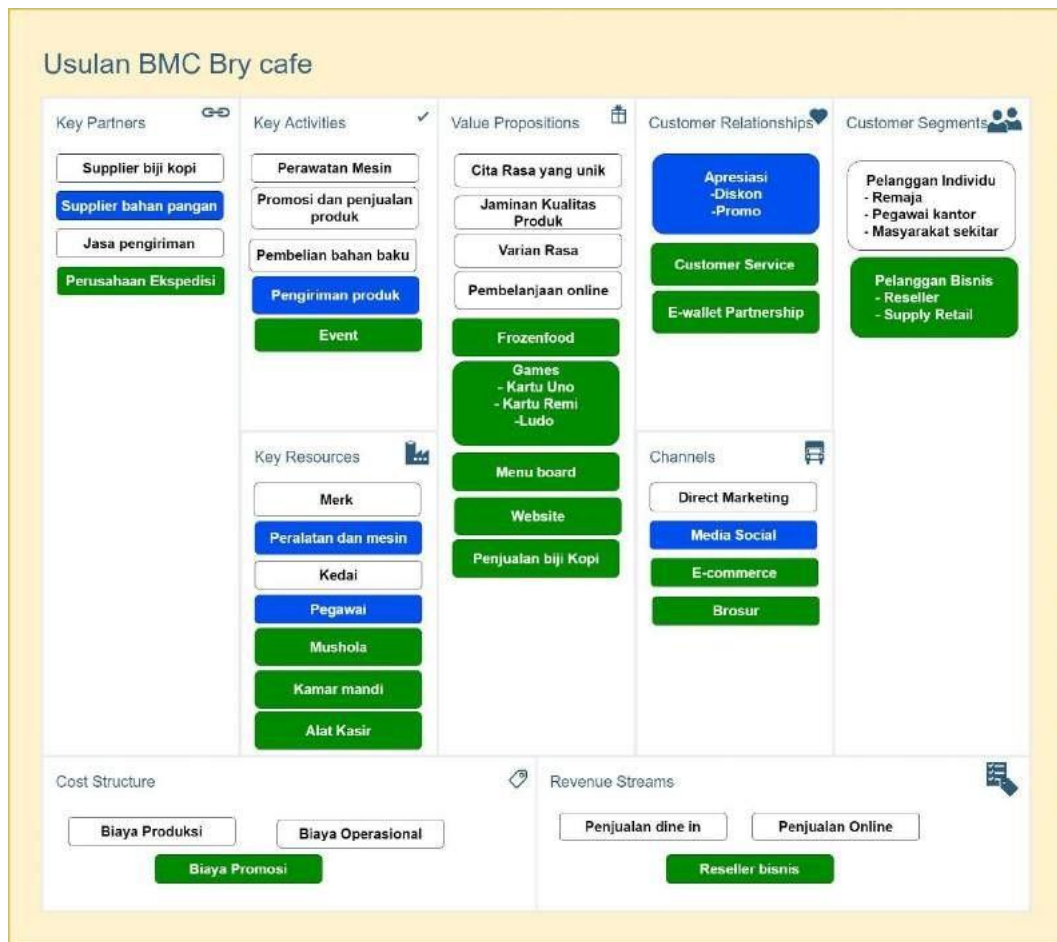 Usulan BMC Bry cafe
Key Partners
Supplier biji kopi
Supplier bahan pangan
Jasa pengiriman
Perusahaan Ekspedisi
Key Activities
Perawatan Mesin
Promosi dan penjualan
produk
Pembelian bahan baku
Pengiriman produk
Event
Key Resources
Merk
Peralatan dan mesin
Kedai
Pegawai
Mushola
Kamar mandi
Alat Kasir
Value Propositions
Cita Rasa yang unik
Jaminan Kualitas
Produk
Varian Rasa
Pembelanjaan online
Frozenfood
Games
- Kartu Uno
- Kartu Remi
-Ludo
Menu board
Website
Penjualan biji Kopi
Customer Relationships
Apresiasi
-Diskon
-Promo
Customer Service
E-wallet Partnership
Channels
Direct Marketing
Media Social
E-commerce
Brosur
Customer Segments
Pelanggan Individu
- Remaja
- Pegawai kantor
- Masyarakat sekitar
Pelanggan Bisnis
- Reseller
- Supply Retail
Cost Structure
Biaya Produksi
Biaya Operasional
Biaya Promosi
Revenue Streams
Penjualan dine in
Penjualan Online
Reseller bisnis